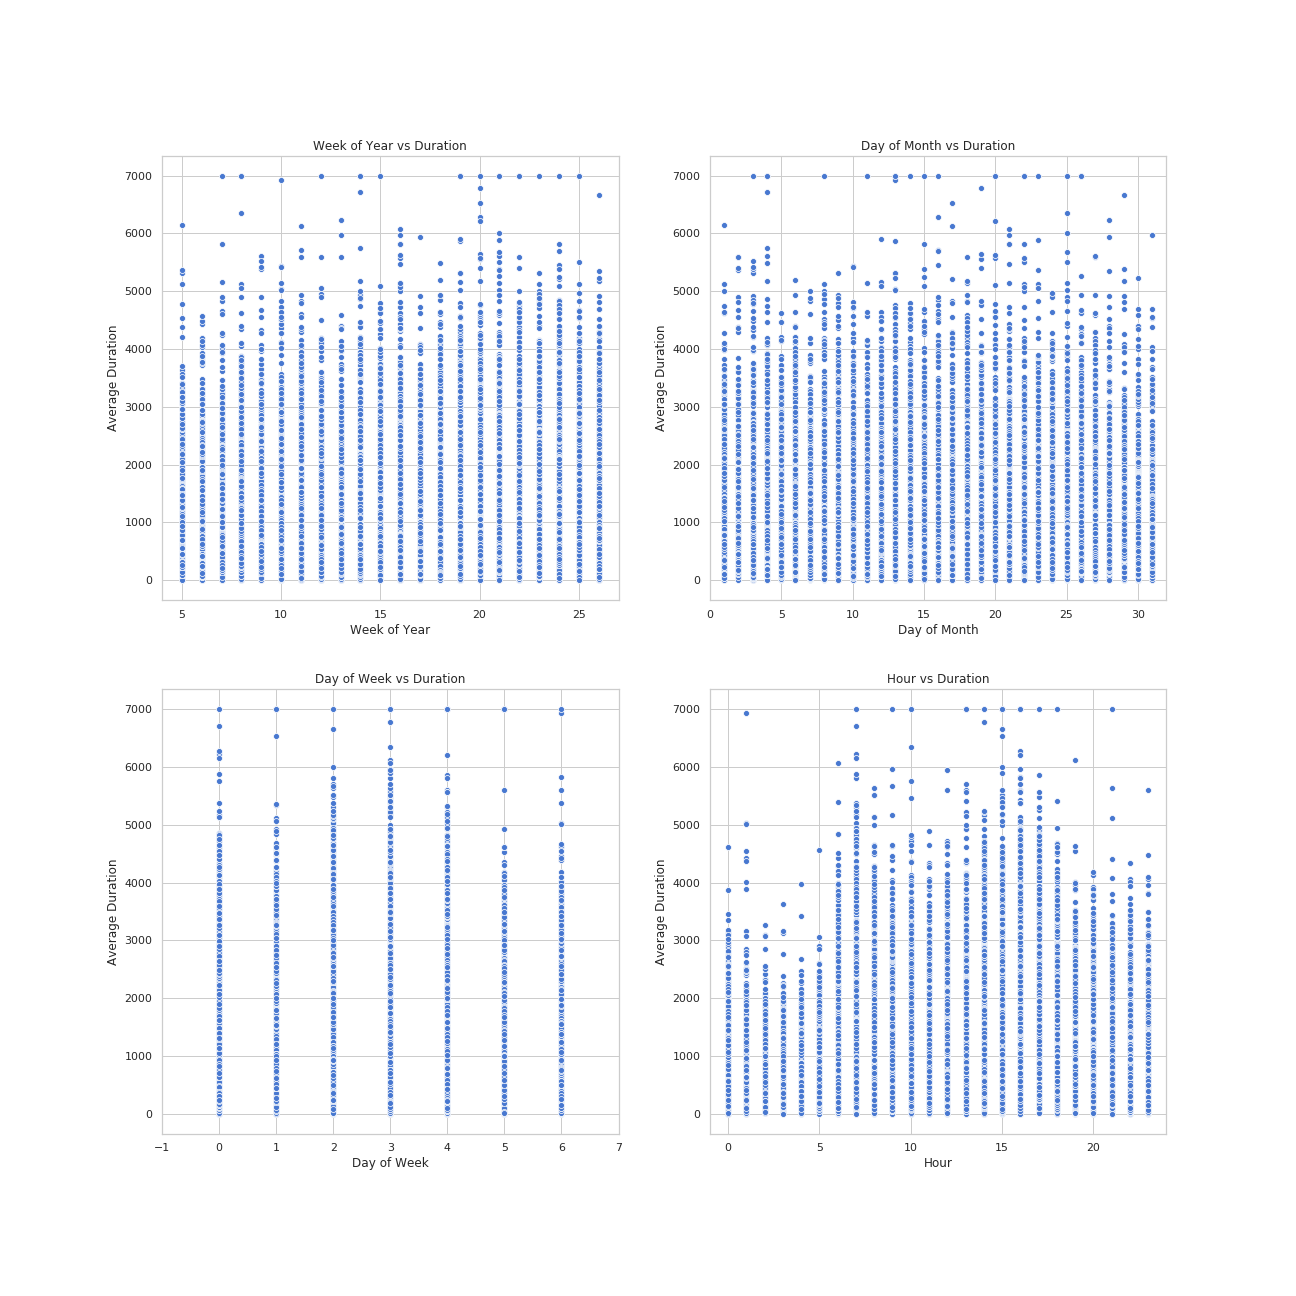 Week of Year vs Duration
7000
6000
5000
4000
3000
2000
1000
0
Average Duration
5 10 15 20 25
Week of Year
Day of Month vs Duration
7000
6000
5000
4000
3000
2000
1000
0
Average Duration
0 5 10 15 20 25 30
Day of Month
Day of Week vs Duration
7000
6000
5000
4000
3000
2000
1000
0
Average Duration
−1 0 1 2 3 4 5 6 7
Day of Week
Hour vs Duration
7000
6000
5000
4000
3000
2000
1000
0
Average Duration
0 5 10 15 20
Hour